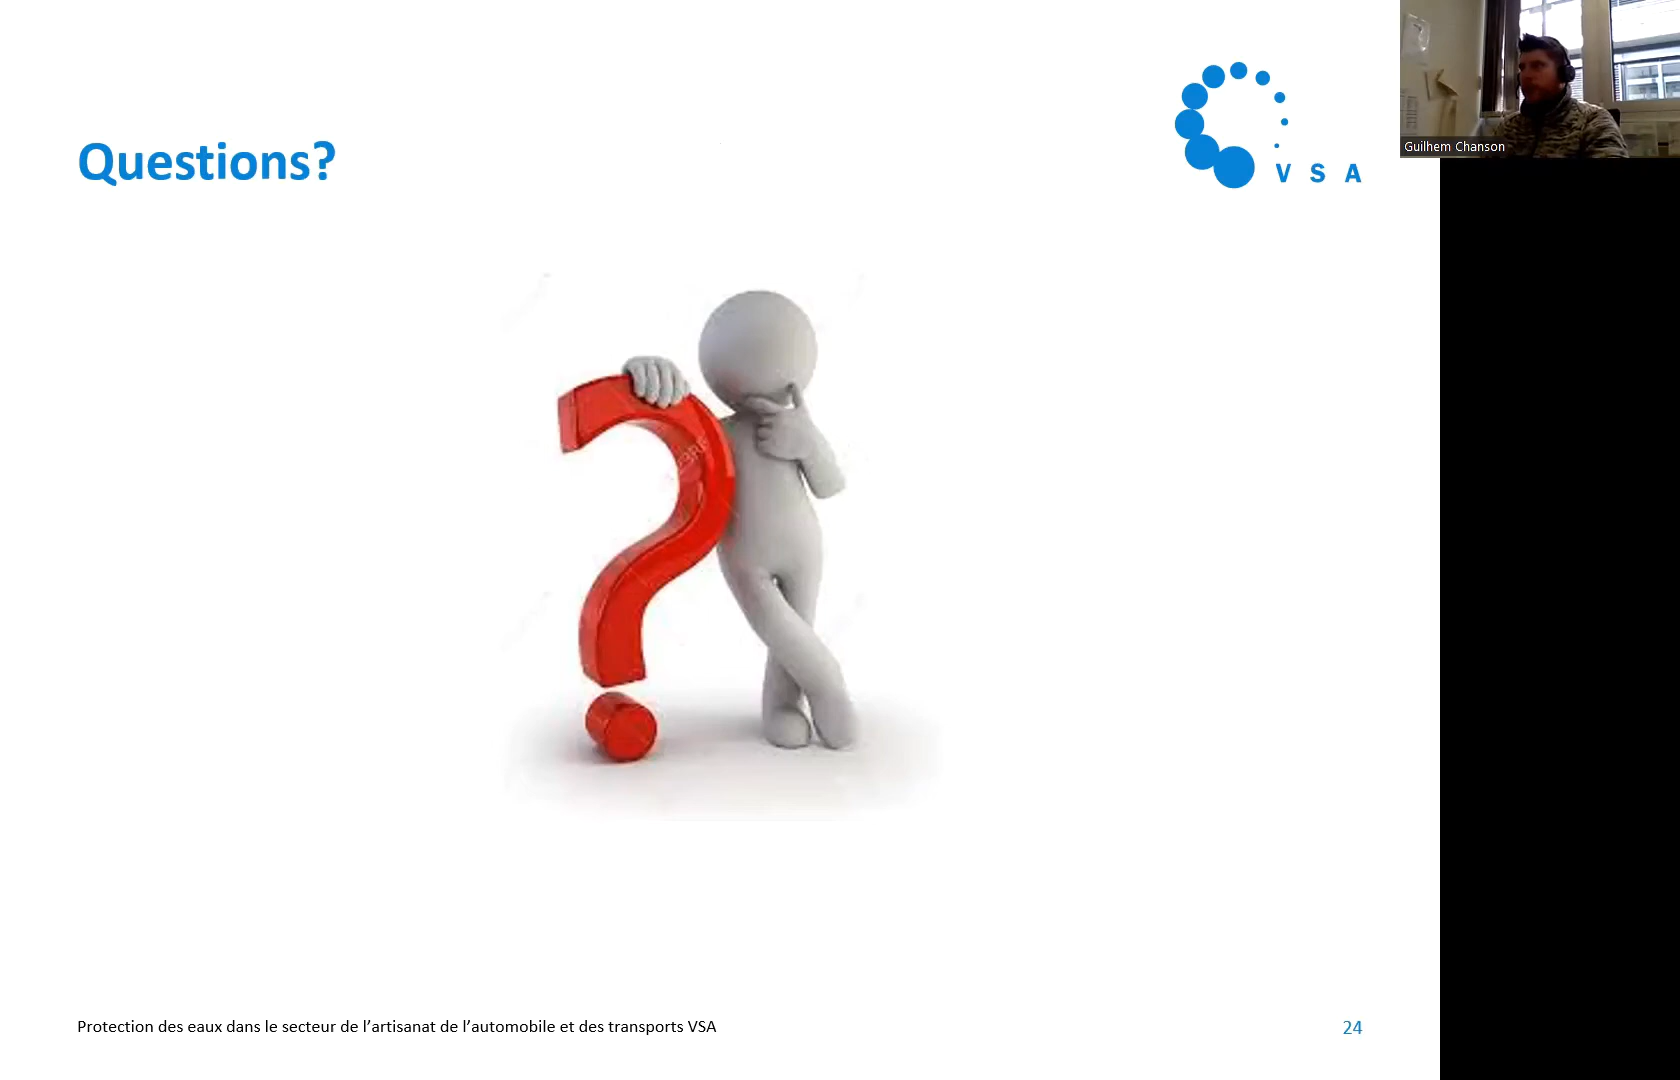 Questions?
V S A
Guilhem Chanson
Protection des eaux dans le secteur de l’artisanat de l’automobile et des transports VSA
24